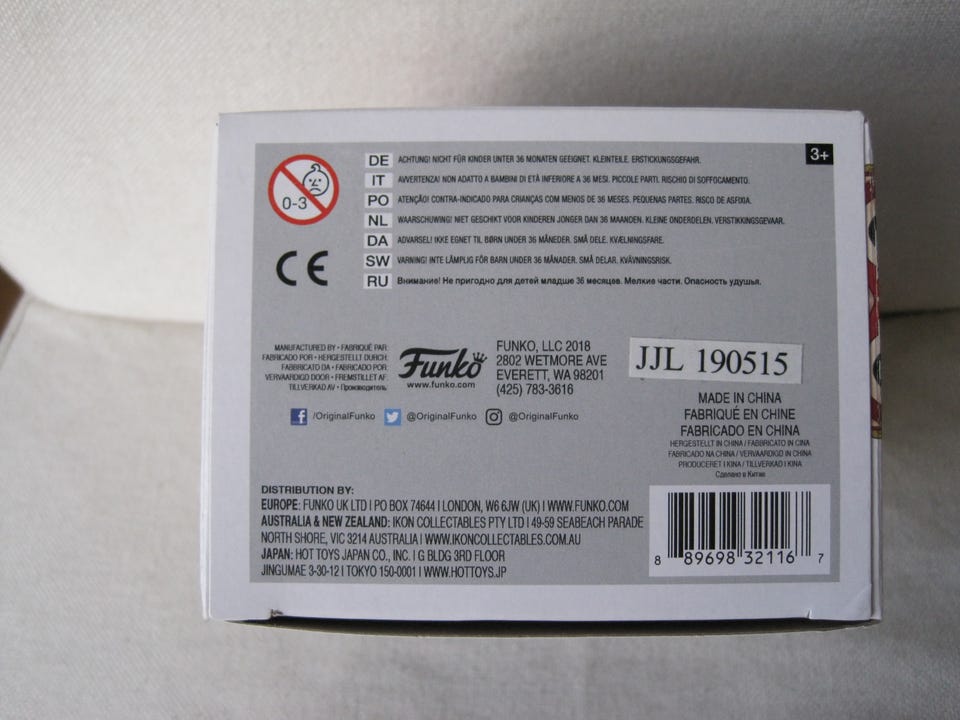 3+
0-3
DE ACHTUNG! NICHT FÜR KINDER UNTER 36 MONATEN GEEIGNET. KLEINTEILE. ERSTICKUNGSGEFAHR.
IT AVVERTENZA! NON ADATTO A BAMBINI DI ETÀ INFERIORE A 36 MESI. PICCOLE PARTI. RISCHIO DI SOFFOCAMENTO.
PO ATENÇÃO! CONTRA-INDICADO PARA CRIANÇAS COM MENOS DE 36 MESES. PEQUENAS PARTES. RISCO DE ASFIXIA.
NL WAARSCHUWING! NIET GESCHIKT VOOR KINDEREN JONGER DAN 36 MAANDEN. KLEINE ONDERDELEN. VERSTIKKINGSGEVAAR.
DA ADVARSEL! IKKE EGNET TIL BØRN UNDER 36 MÅNEDER. SMÅ DELE. KVÆLNINGSFARE.
SW VARNING! INTE LÄMPLIG FÖR BARN UNDER 36 MÅNADER. SMÅ DELAR. KVÄVNINGSRISK.
RU Внимание! Не пригодно для детей младше 36 месяцев. Мелкие части. Опасность удушья.
CE
MANUFACTURED BY • FABRIQUÉ PAR:
FABRICADO POR • HERGESTELLT DURCH:
FABBRICATO DA • FABRICADO POR:
VERVAARDIGD DOOR • FREMSTILLET AF:
TILLVERKAD AV • Производитель:
Funko
www.funko.com
FUNKO, LLC 2018
2802 WETMORE AVE
EVERETT, WA 98201
(425) 783-3616
JJL 190515
/OriginalFunko @OriginalFunko @OriginalFunko
MADE IN CHINA
FABRIQUÉ EN CHINE
FABRICADO EN CHINA
HERGESTELLT IN CHINA / FABBRICATO IN CINA
FABRICADO NA CHINA / VERVAARDIGD IN CHINA
PRODUCERET I KINA / TILLVERKAD I KINA
Сделано в Китае
DISTRIBUTION BY:
EUROPE: FUNKO UK LTD | PO BOX 74644 | LONDON, W6 6JW (UK) | WWW.FUNKO.COM
AUSTRALIA & NEW ZEALAND: IKON COLLECTABLES PTY LTD | 49-59 SEABEACH PARADE
NORTH SHORE, VIC 3214 AUSTRALIA | WWW.IKONCOLLECTABLES.COM.AU
JAPAN: HOT TOYS JAPAN CO., INC. | G BLDG 3RD FLOOR
JINGUMAE 3-30-12 | TOKYO 150-0001 | WWW.HOTTOYS.JP
8 89698 32116 7